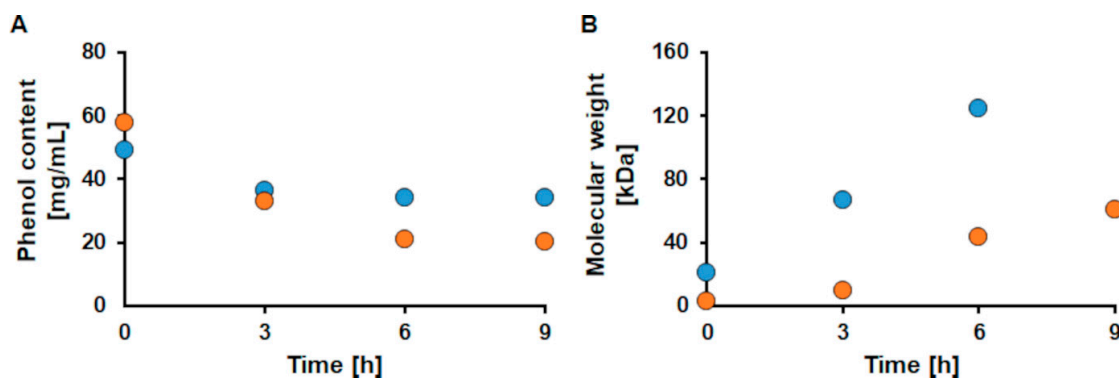 A
Phenol content
[mg/mL]
80
60
40
20
0
0 3 6 9
Time [h]
B
Molecular weight
[kDa]
160
120
80
40
0
0 3 6 9
Time [h]